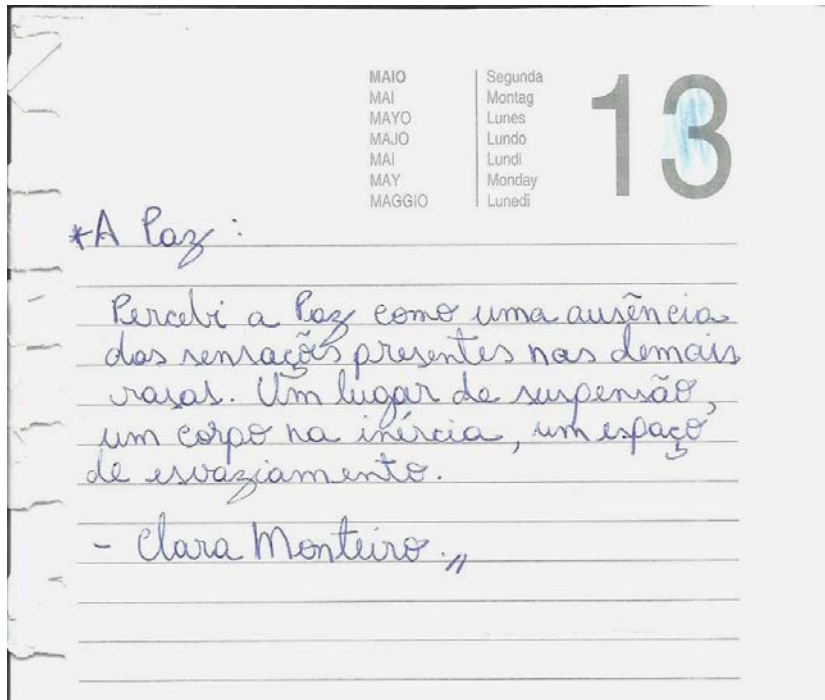 MAIO Segunda 13
MAI Montag
MAYO Lunes
MAJO Lundo
MAI Lundi
MAY Monday
MAGGIO Lunedì
*A Paz:
Percebi a Paz como uma ausência
das sensações presentes nas demais
rasas. Um lugar de suspensão,
um corpo na inércia, um espaço
de esvaziamento.
- Clara Monteiro.,,